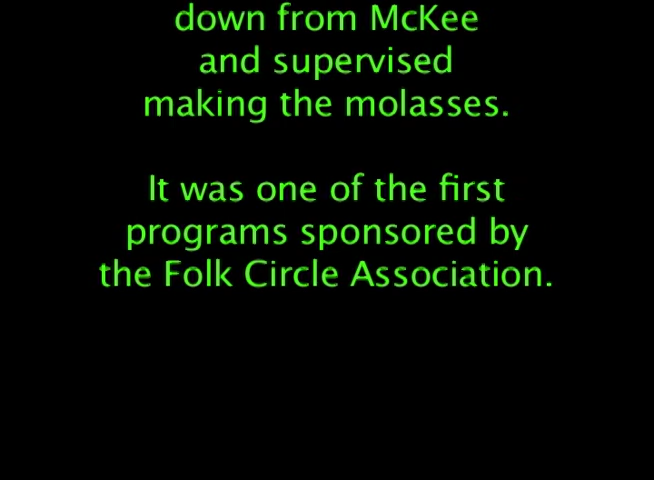 down from McKee
and supervised
making the molasses.
It was one of the first
programs sponsored by
the Folk Circle Association.